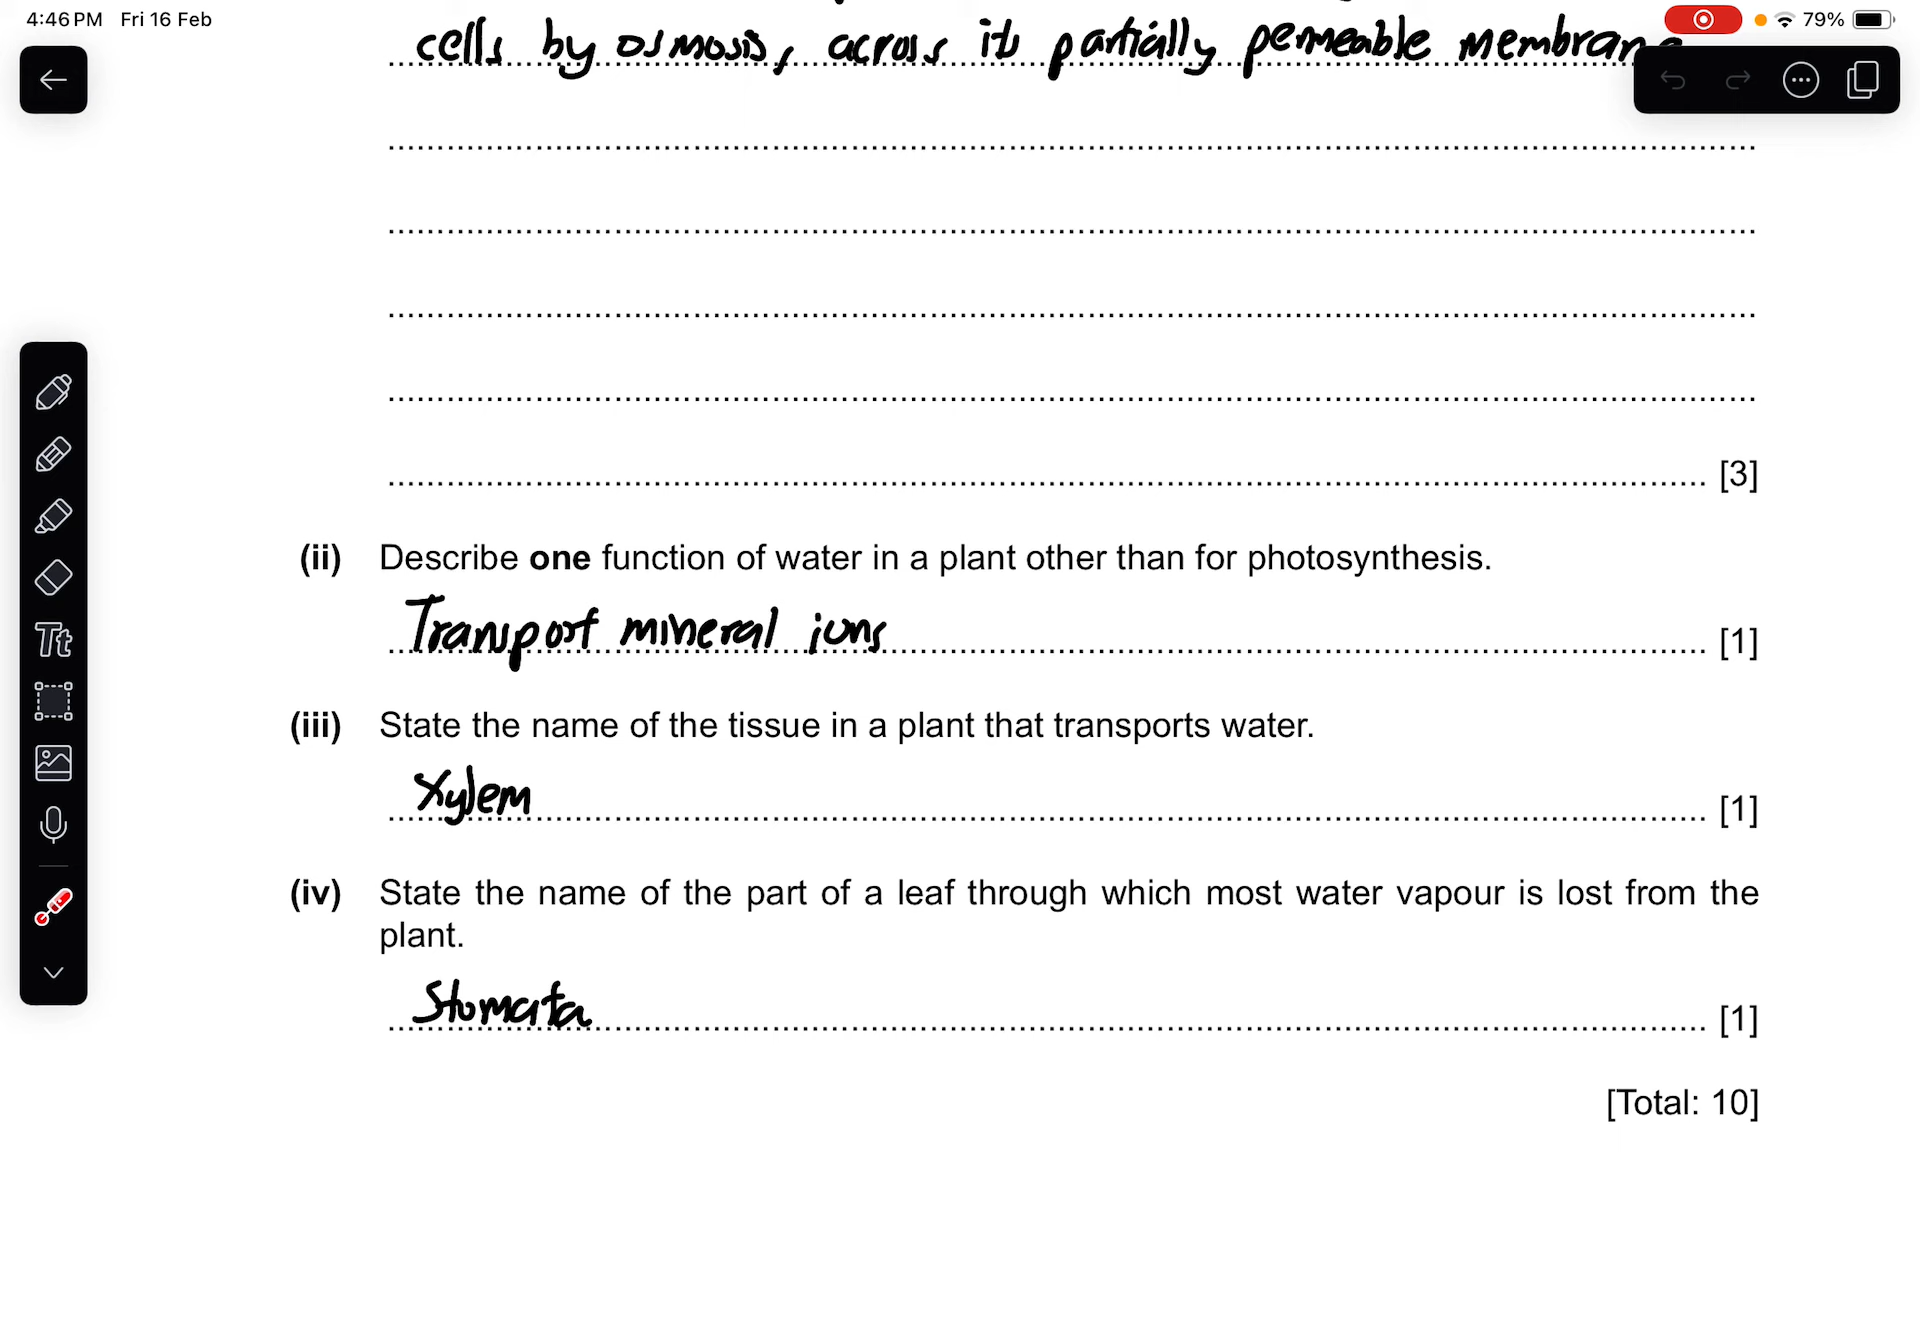 4:46 PM Fri 16 Feb 79%
cells by osmosis, across its partially permeable membrane
[3]
(ii) Describe one function of water in a plant other than for photosynthesis.
Transport mineral ions [1]
(iii) State the name of the tissue in a plant that transports water.
Xylem [1]
(iv) State the name of the part of a leaf through which most water vapour is lost from the
plant.
Stomata [1]
[Total: 10]
Tt